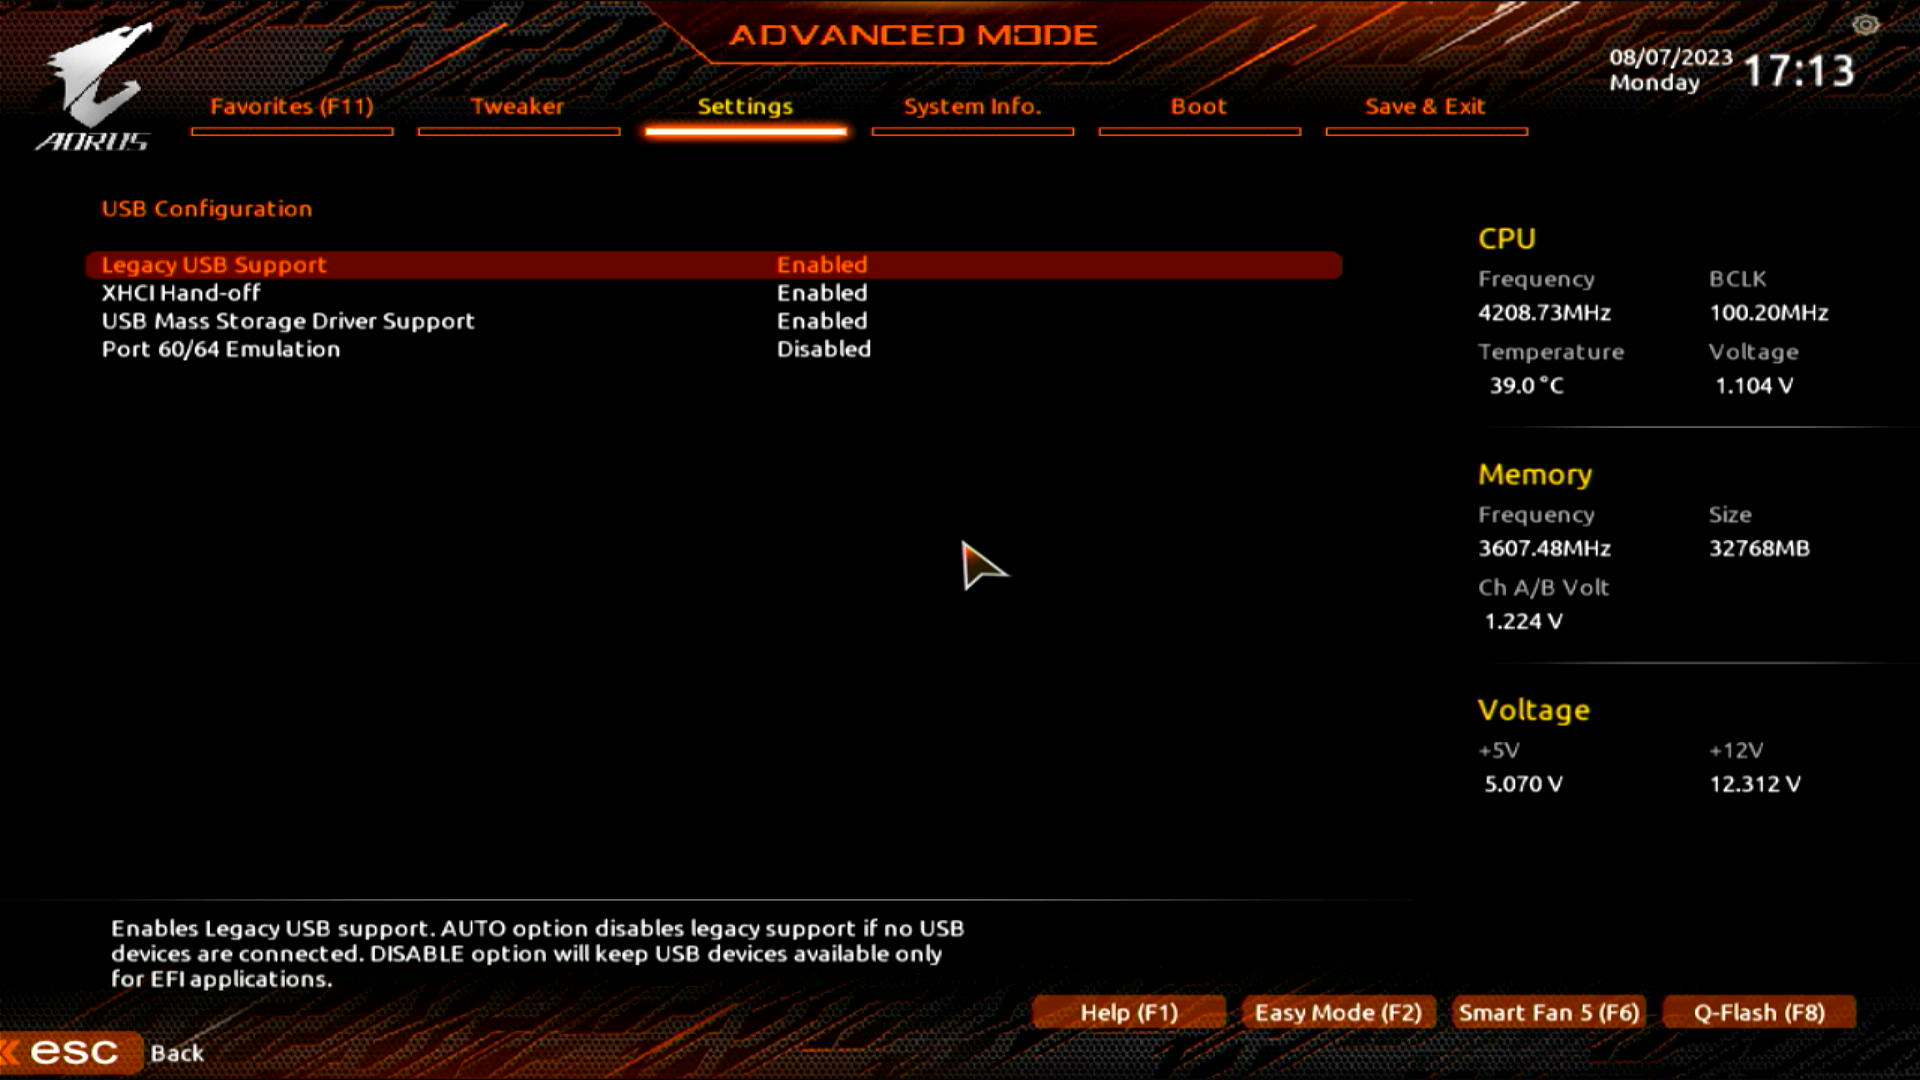 ADVANCED MODE
08/07/2023
Monday
17:13
AORUS
Favorites (F11)
Tweaker
Settings
System Info.
Boot
Save & Exit
USB Configuration
Legacy USB Support Enabled
XHCI Hand-off Enabled
USB Mass Storage Driver Support Enabled
Port 60/64 Emulation Disabled
CPU
Frequency BCLK
4208.73MHz 100.20MHz
Temperature Voltage
39.0 °C 1.104 V
Memory
Frequency Size
3607.48MHz 32768MB
Ch A/B Volt
1.224 V
Voltage
+5V +12V
5.070 V 12.312 V
Enables Legacy USB support. AUTO option disables legacy support if no USB
devices are connected. DISABLE option will keep USB devices available only
for EFI applications.
Help (F1)
Easy Mode (F2)
Smart Fan 5 (F6)
Q-Flash (F8)
esc Back